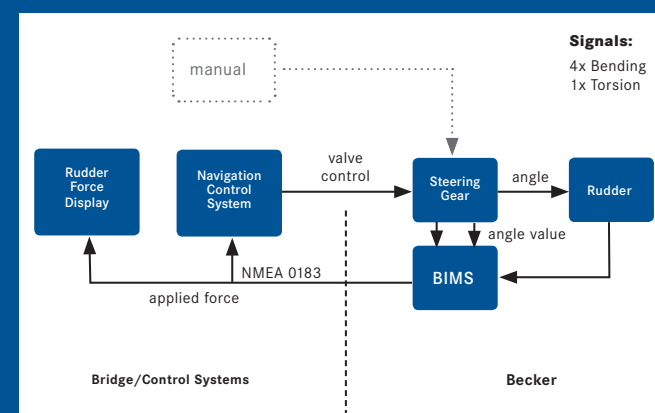 Signals:
4x Bending
1x Torsion
manual
valve
control
Rudder
Force
Display
Navigation
Control
System
Steering
Gear
angle
Rudder
angle value
BIMS
NMEA 0183
applied force
Bridge/Control Systems
Becker